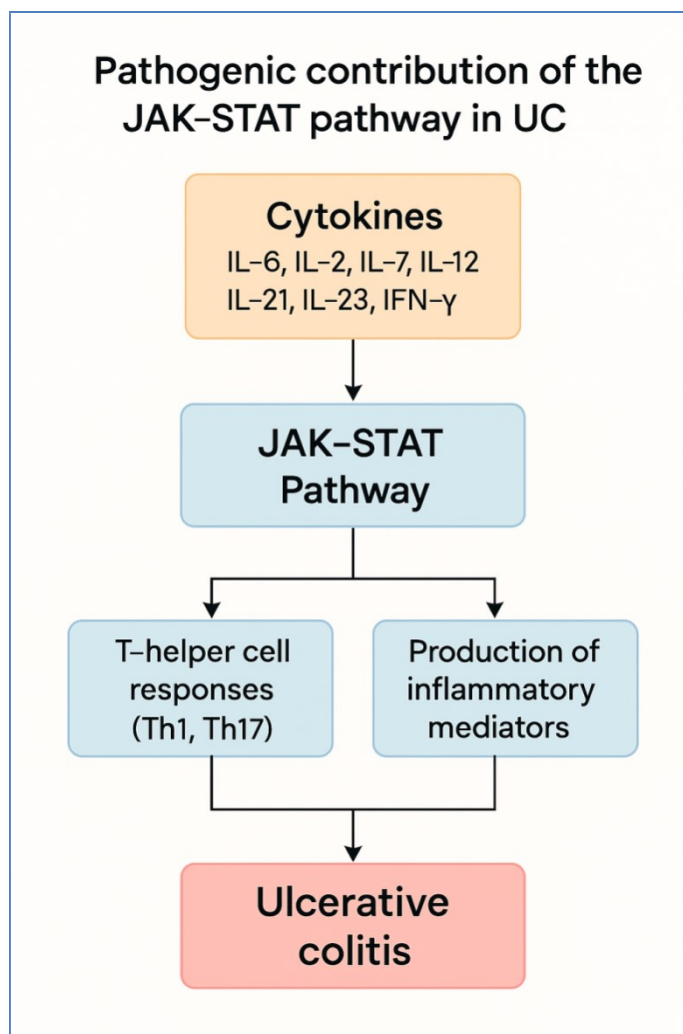 Pathogenic contribution of the
JAK–STAT pathway in UC
Cytokines
IL–6, IL–2, IL–7, IL–12
IL–21, IL–23, IFN–γ
JAK–STAT
Pathway
T–helper cell
responses
(Th1, Th17)
Production of
inflammatory
mediators
Ulcerative
colitis